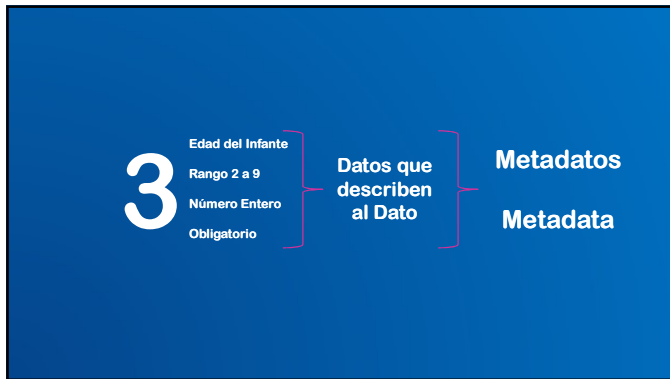 3
Edad del Infante
Rango 2 a 9
Número Entero
Obligatorio
Datos que
describen
al Dato
Metadatos
Metadata